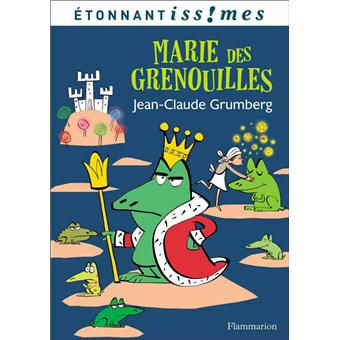 ÉTONNANTiss!mes
MARIE DES
GRENOUILLES
Jean-Claude Grumberg
Flammarion